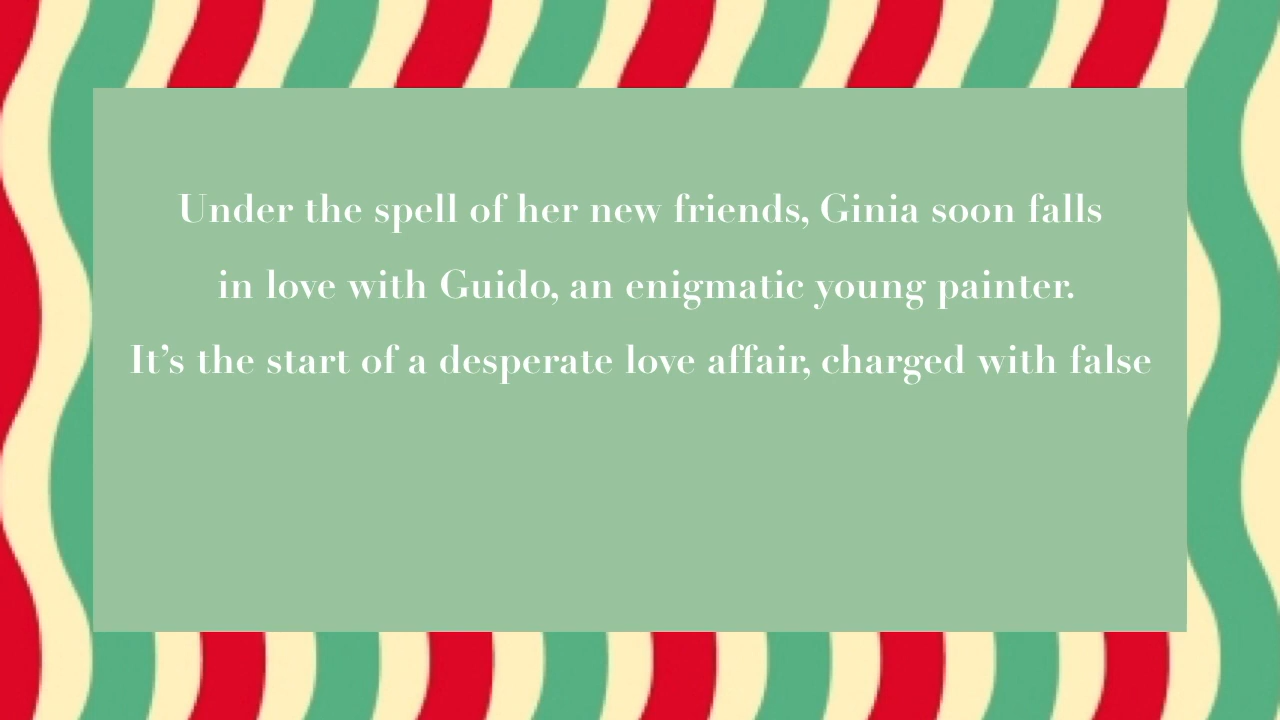 Under the spell of her new friends, Ginia soon falls
in love with Guido, an enigmatic young painter.
It’s the start of a desperate love affair, charged with false